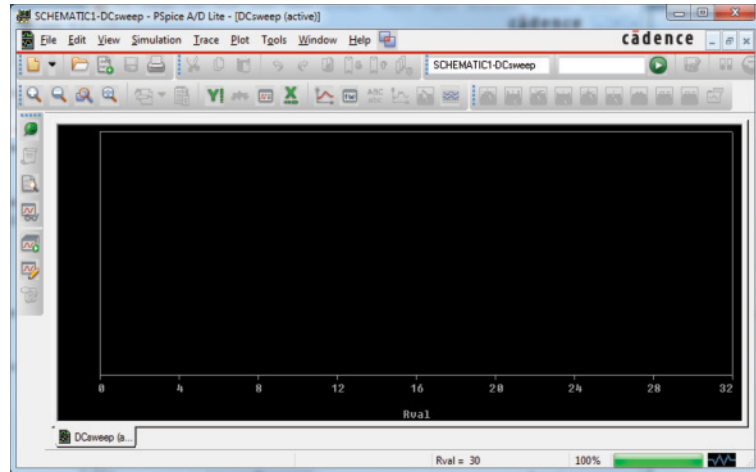 SCHEMATIC1-DCsweep - PSpice A/D Lite - [DCsweep (active)]
File Edit View Simulation Trace Plot Tools Window Help cādence
SCHEMATIC1-DCsweep
0 4 8 12 16 20 24 28 32
Rval
DCsweep (a...
Rval = 30 100%